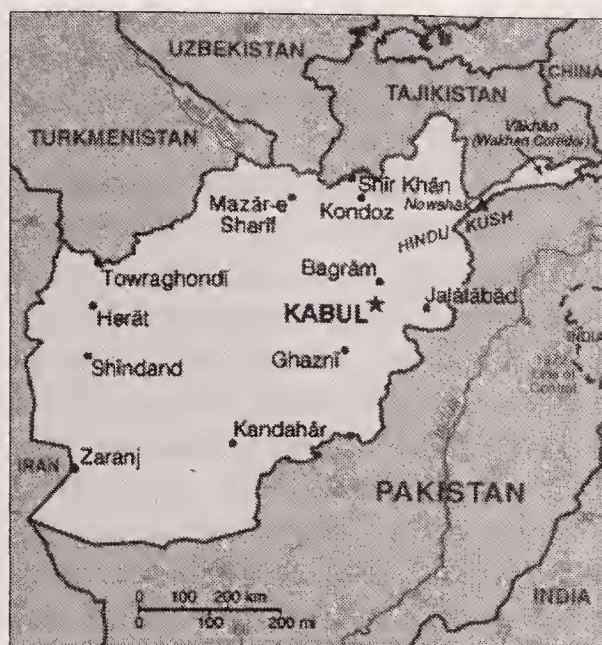 UZBEKISTAN
CHINA
TAJIKISTAN
TURKMENISTAN
Vākhān
(Wakhan Corridor)
Shīr Khān
Mazār-e
Sharīf
Kondoz
Nowshak
HINDU KUSH
Towraghondī
Bagrām
Herāt
KABUL
Jalālābād
INDIA
1972
Line of
Control
Shīndand
Ghaznī
Kandahār
IRAN
Zaranj
PAKISTAN
0 100 200 km
0 100 200 mi
INDIA